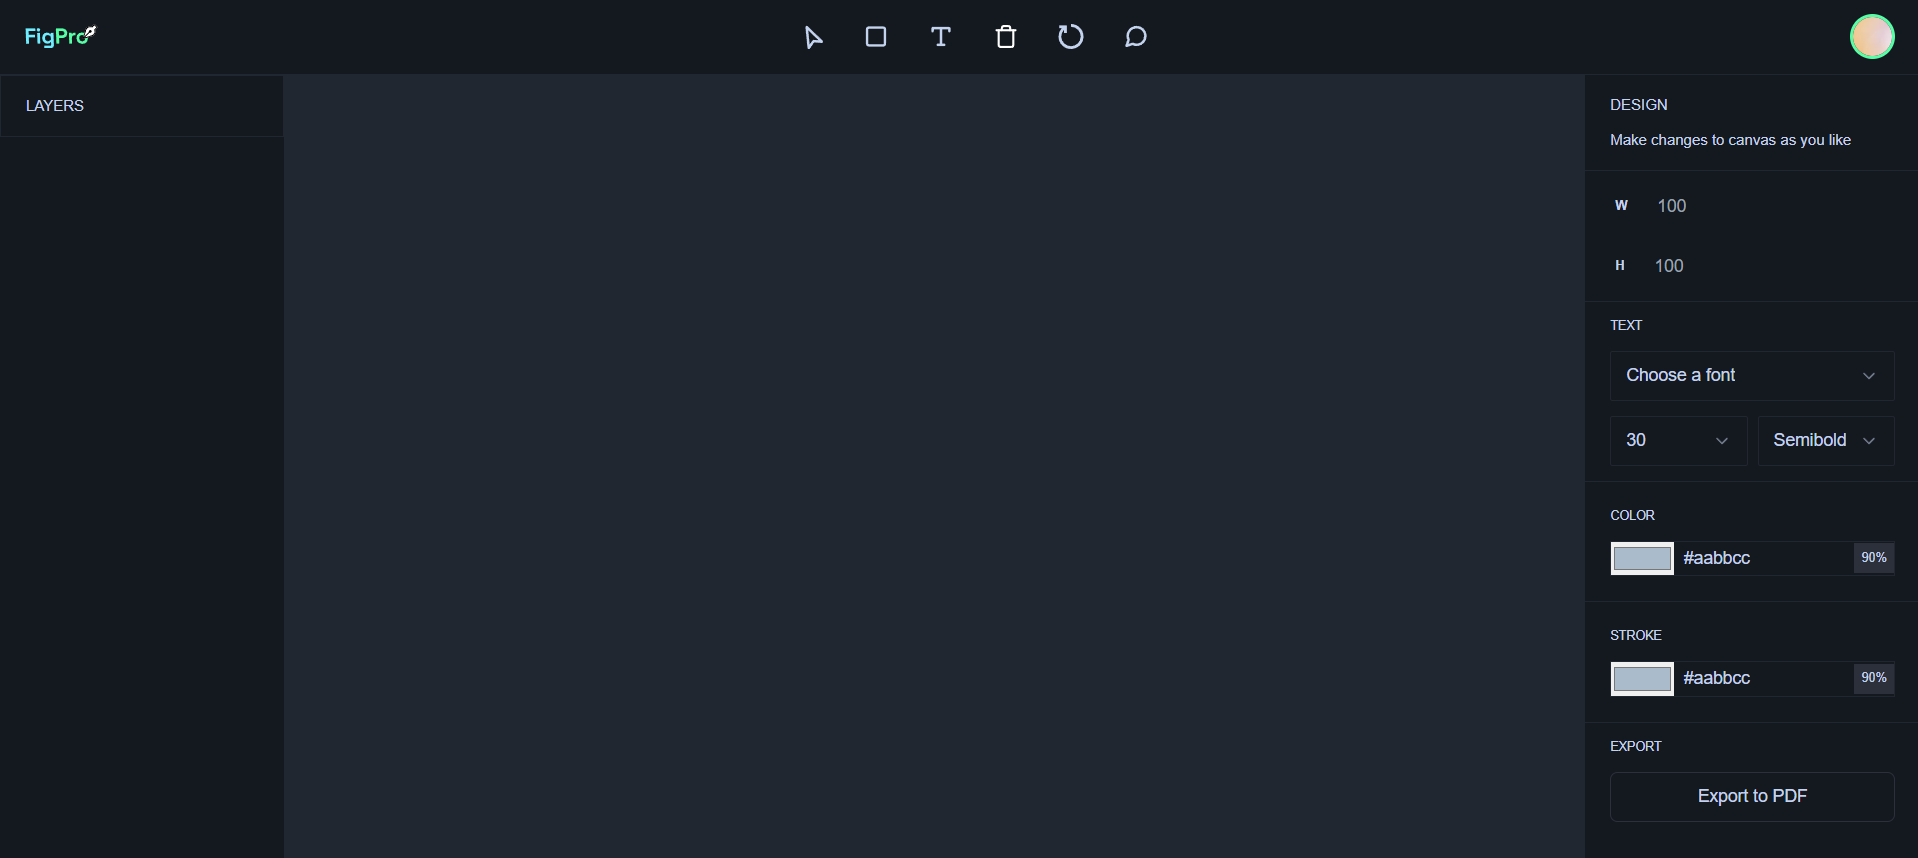 FigPro
LAYERS
DESIGN
Make changes to canvas as you like
W 100
H 100
TEXT
Choose a font
30 Semibold
COLOR
#aabbcc 90%
STROKE
#aabbcc 90%
EXPORT
Export to PDF